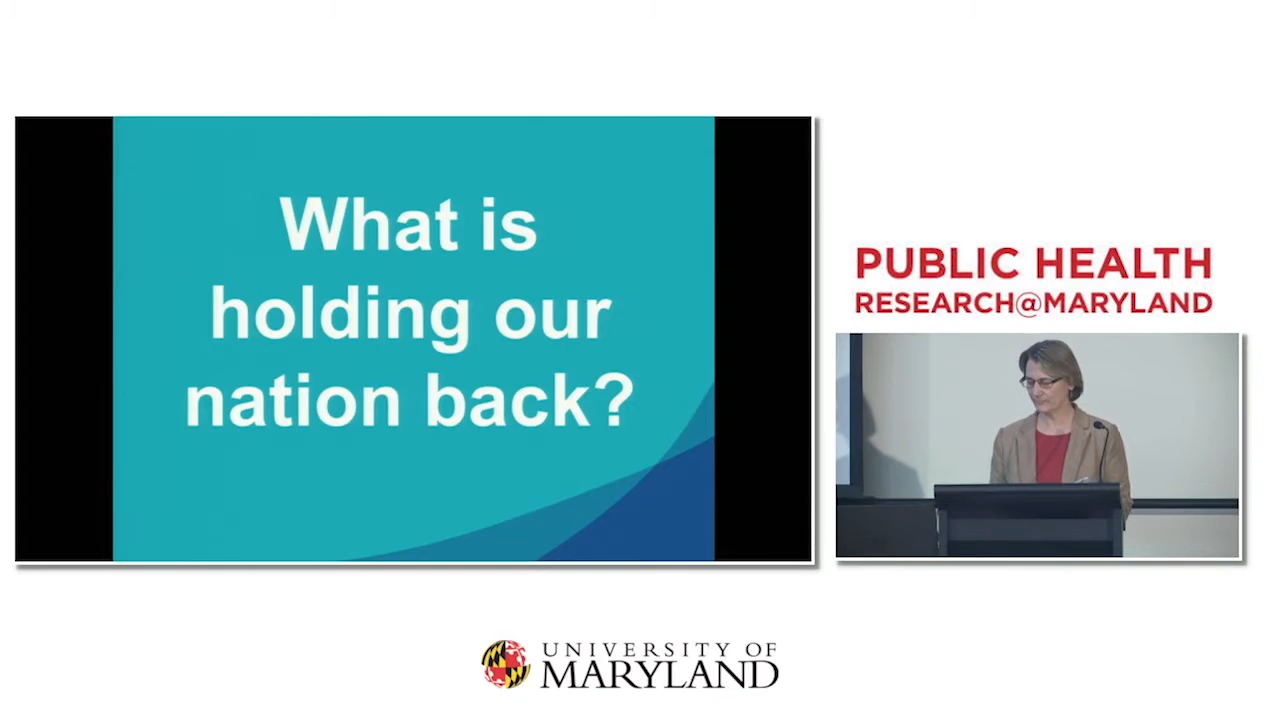 What is
holding our
nation back?
PUBLIC HEALTH
RESEARCH@MARYLAND
UNIVERSITY OF
MARYLAND